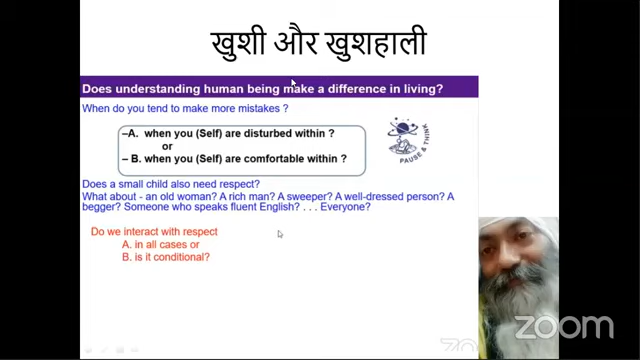 खुशी और खुशहाली
Does understanding human being make a difference in living?
When do you tend to make more mistakes ?
–A. when you (Self) are disturbed within ?
or
– B. when you (Self) are comfortable within ?
PAUSE & THINK
Does a small child also need respect?
What about - an old woman? A rich man? A sweeper? A well-dressed person? A
begger? Someone who speaks fluent English? . . . Everyone?
Do we interact with respect
A. in all cases or
B. is it conditional?
zoom
zoom